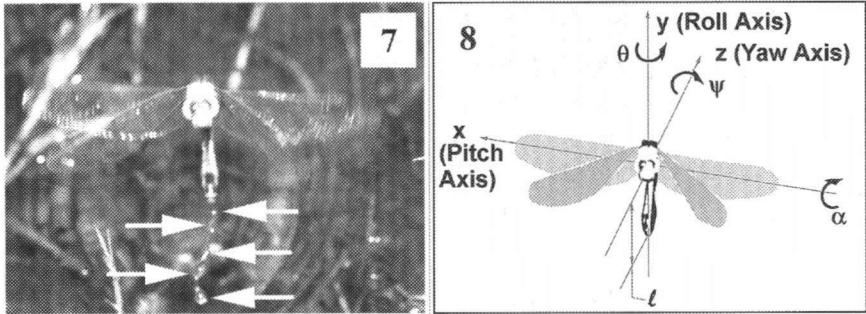 7
8
y (Roll Axis)
θ
z (Yaw Axis)
ψ
x
(Pitch
Axis)
α
ℓ